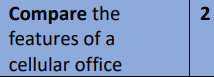 Compare the 2
features of a
cellular office